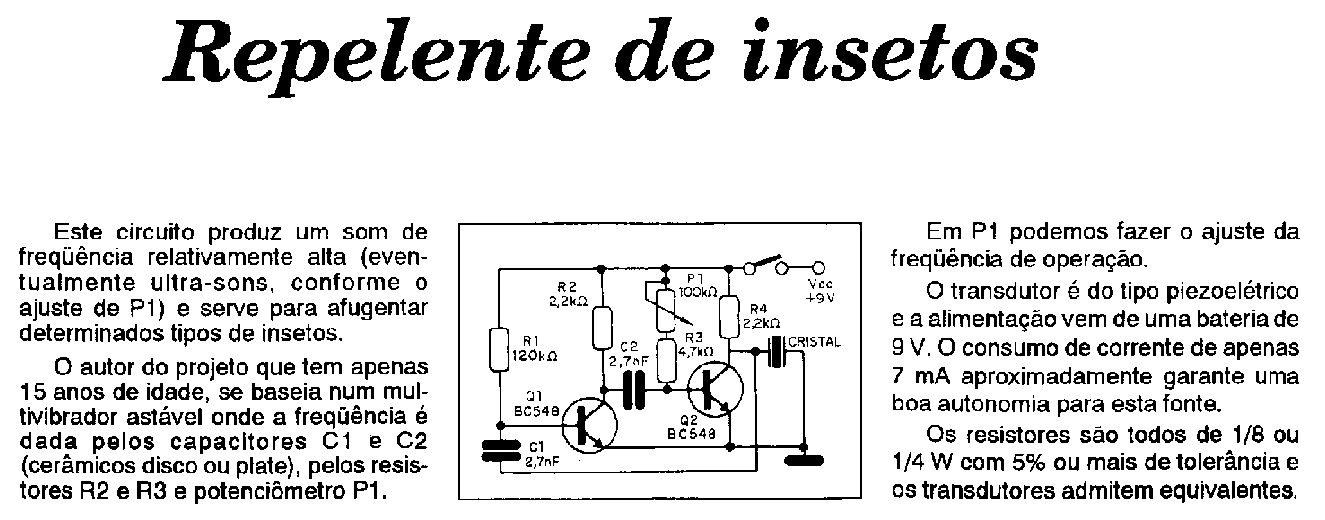 Repelente de insetos
Este circuito produz um som de
freqüência relativamente alta (even-
tualmente ultra-sons, conforme o
ajuste de P1) e serve para afugentar
determinados tipos de insetos.
O autor do projeto que tem apenas
15 anos de idade, se baseia num mul-
tivibrador astável onde a freqüência é
dada pelos capacitores C1 e C2
(cerâmicos disco ou plate), pelos resis-
tores R2 e R3 e potenciômetro P1.
R2
2,2kΩ
P1
100kΩ
Vcc
+9V
R4
2,2kΩ
R1
120kΩ
C2
2,7nF
R3
4,7kΩ
CRISTAL
Q1
BC548
Q2
BC548
C1
2,7nF
Em P1 podemos fazer o ajuste da
freqüência de operação.
O transdutor é do tipo piezoelétrico
e a alimentação vem de uma bateria de
9 V. O consumo de corrente de apenas
7 mA aproximadamente garante uma
boa autonomia para esta fonte.
Os resistores são todos de 1/8 ou
1/4 W com 5% ou mais de tolerância e
os transdutores admitem equivalentes.